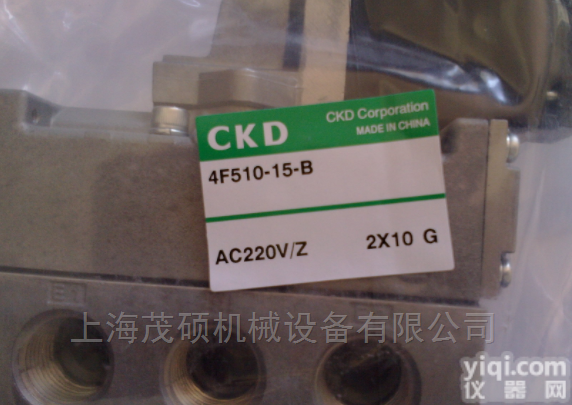 CKD
CKD Corporation
MADE IN CHINA
4F510-15-B
AC220V/Z 2X10 G
上海茂硕机械设备有限公司
yiqi.com
仪器网